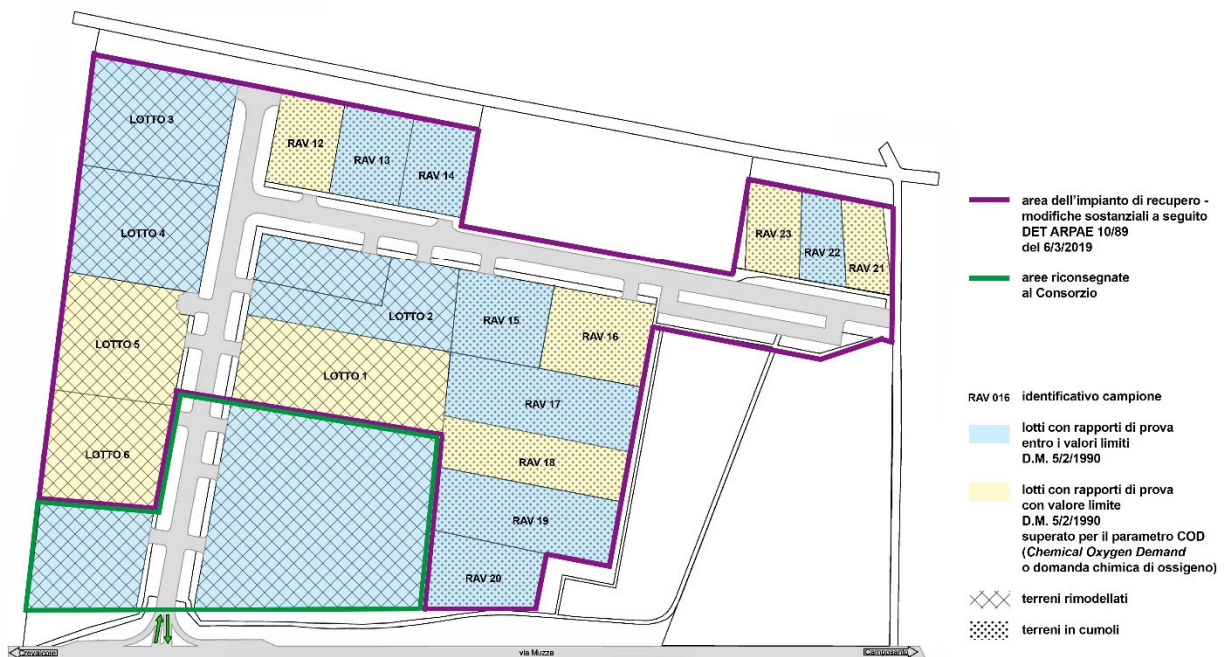 LOTTO 3
RAV 12
RAV 13
RAV 14
LOTTO 4
RAV 23
RAV 22
RAV 21
LOTTO 2
RAV 15
RAV 16
LOTTO 5
LOTTO 1
RAV 17
LOTTO 6
RAV 18
RAV 19
RAV 20
Crevalcore
via Muzza
Camposanto
area dell'impianto di recupero -
modifiche sostanziali a seguito
DET ARPAE 10/89
del 6/3/2019
aree riconsegnate
al Consorzio
RAV 016 identificativo campione
lotti con rapporti di prova
entro i valori limiti
D.M. 5/2/1990
lotti con rapporti di prova
con valore limite
D.M. 5/2/1990
superato per il parametro COD
(Chemical Oxygen Demand
o domanda chimica di ossigeno)
terreni rimodellati
terreni in cumoli